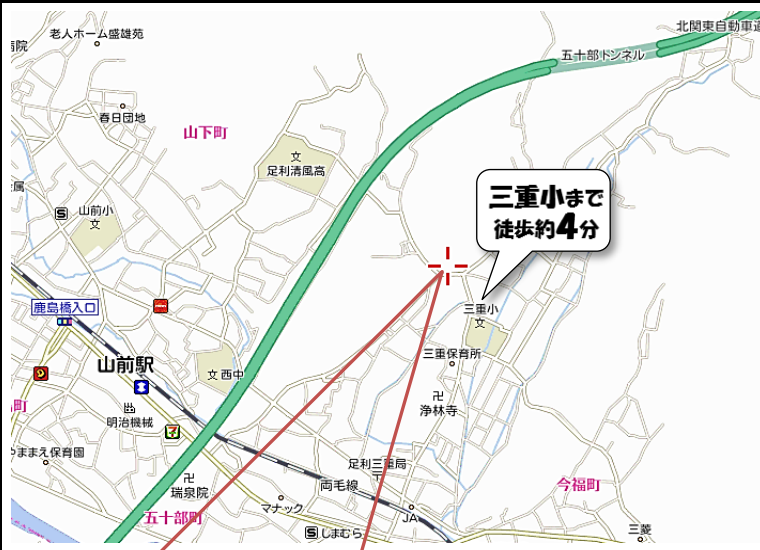 北関東自動車道
老人ホーム盛雄苑
病院
五十部トンネル
春日団地
山下町
文
足利清風高
三重小まで
徒歩約4分
山前小
文
S
鹿島橋入口
三重小
文
山前駅
三重保育所
文 西中
卍
浄林寺
町
明治機械
7
やままえ保育園
足利三重局
〒
卍
瑞泉院
両毛線
今福町
マナック
五十部町
JA
S しまむら
三菱